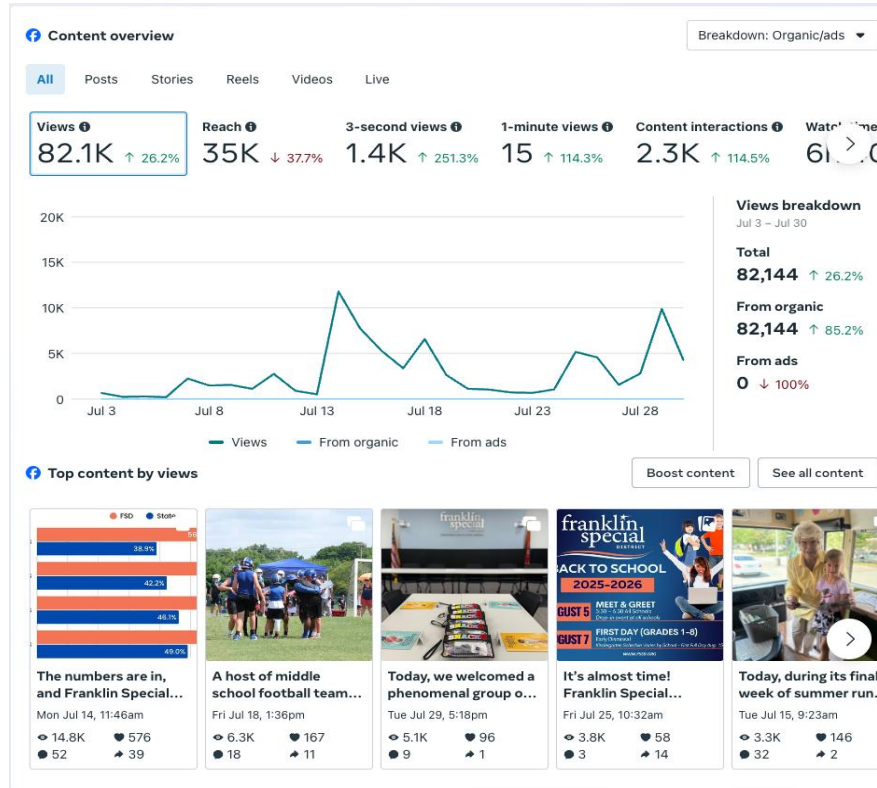 Content overview
Breakdown: Organic/ads
All Posts Stories Reels Videos Live
Views Reach 3-second views 1-minute views Content interactions
82.1K ↑ 26.2% 35K ↓ 37.7% 1.4K ↑ 251.3% 15 ↑ 114.3% 2.3K ↑ 114.5%
Views breakdown
Jul 3 – Jul 30
Total
82,144 ↑ 26.2%
From organic
82,144 ↑ 85.2%
From ads
0 ↓ 100%
20K
15K
10K
5K
0
Jul 3 Jul 8 Jul 13 Jul 18 Jul 23 Jul 28
Views From organic From ads
Top content by views
Boost content See all content
FSD State
56
38.9%
42.2%
46.1%
49.0%
The numbers are in,
and Franklin Special...
Mon Jul 14, 11:46am
14.8K 576
52 39
A host of middle
school football team...
Fri Jul 18, 1:36pm
6.3K 167
18 11
franklin
special
Today, we welcomed a
phenomenal group o...
Tue Jul 29, 5:18pm
5.1K 96
9 1
franklin
special
DISTRICT
ACK TO SCHOOL
2025-2026
GUST 5 MEET & GREET
GUST 7 FIRST DAY (GRADES 1-8)
It's almost time!
Franklin Special...
Fri Jul 25, 10:32am
3.8K 58
3 14
Today, during its final
week of summer run.
Tue Jul 15, 9:23am
3.3K 146
32 2